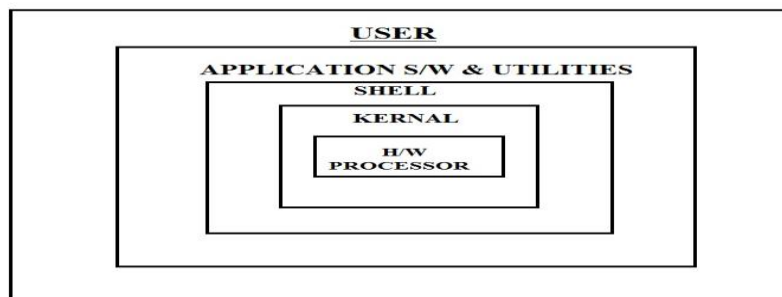 USER
APPLICATION S/W & UTILITIES
SHELL
KERNAL
H/W
PROCESSOR